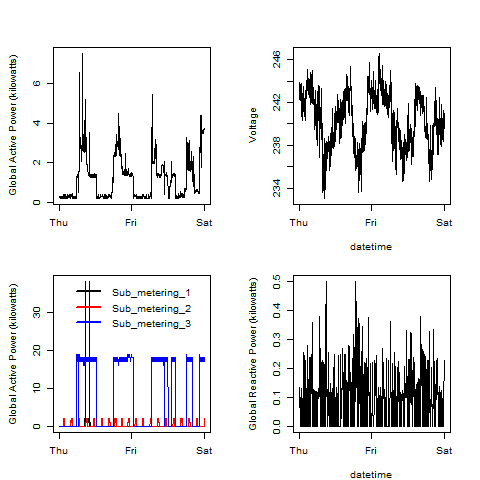 Global Active Power (kilowatts)
6
4
2
0
Thu
Fri
Sat
Voltage
246
242
238
234
Thu
Fri
Sat
datetime
Global Active Power (kilowatts)
30
20
10
0
Sub_metering_1
Sub_metering_2
Sub_metering_3
Thu
Fri
Sat
Global Reactive Power (kilowatts)
0.5
0.4
0.3
0.2
0.1
0.0
Thu
Fri
Sat
datetime